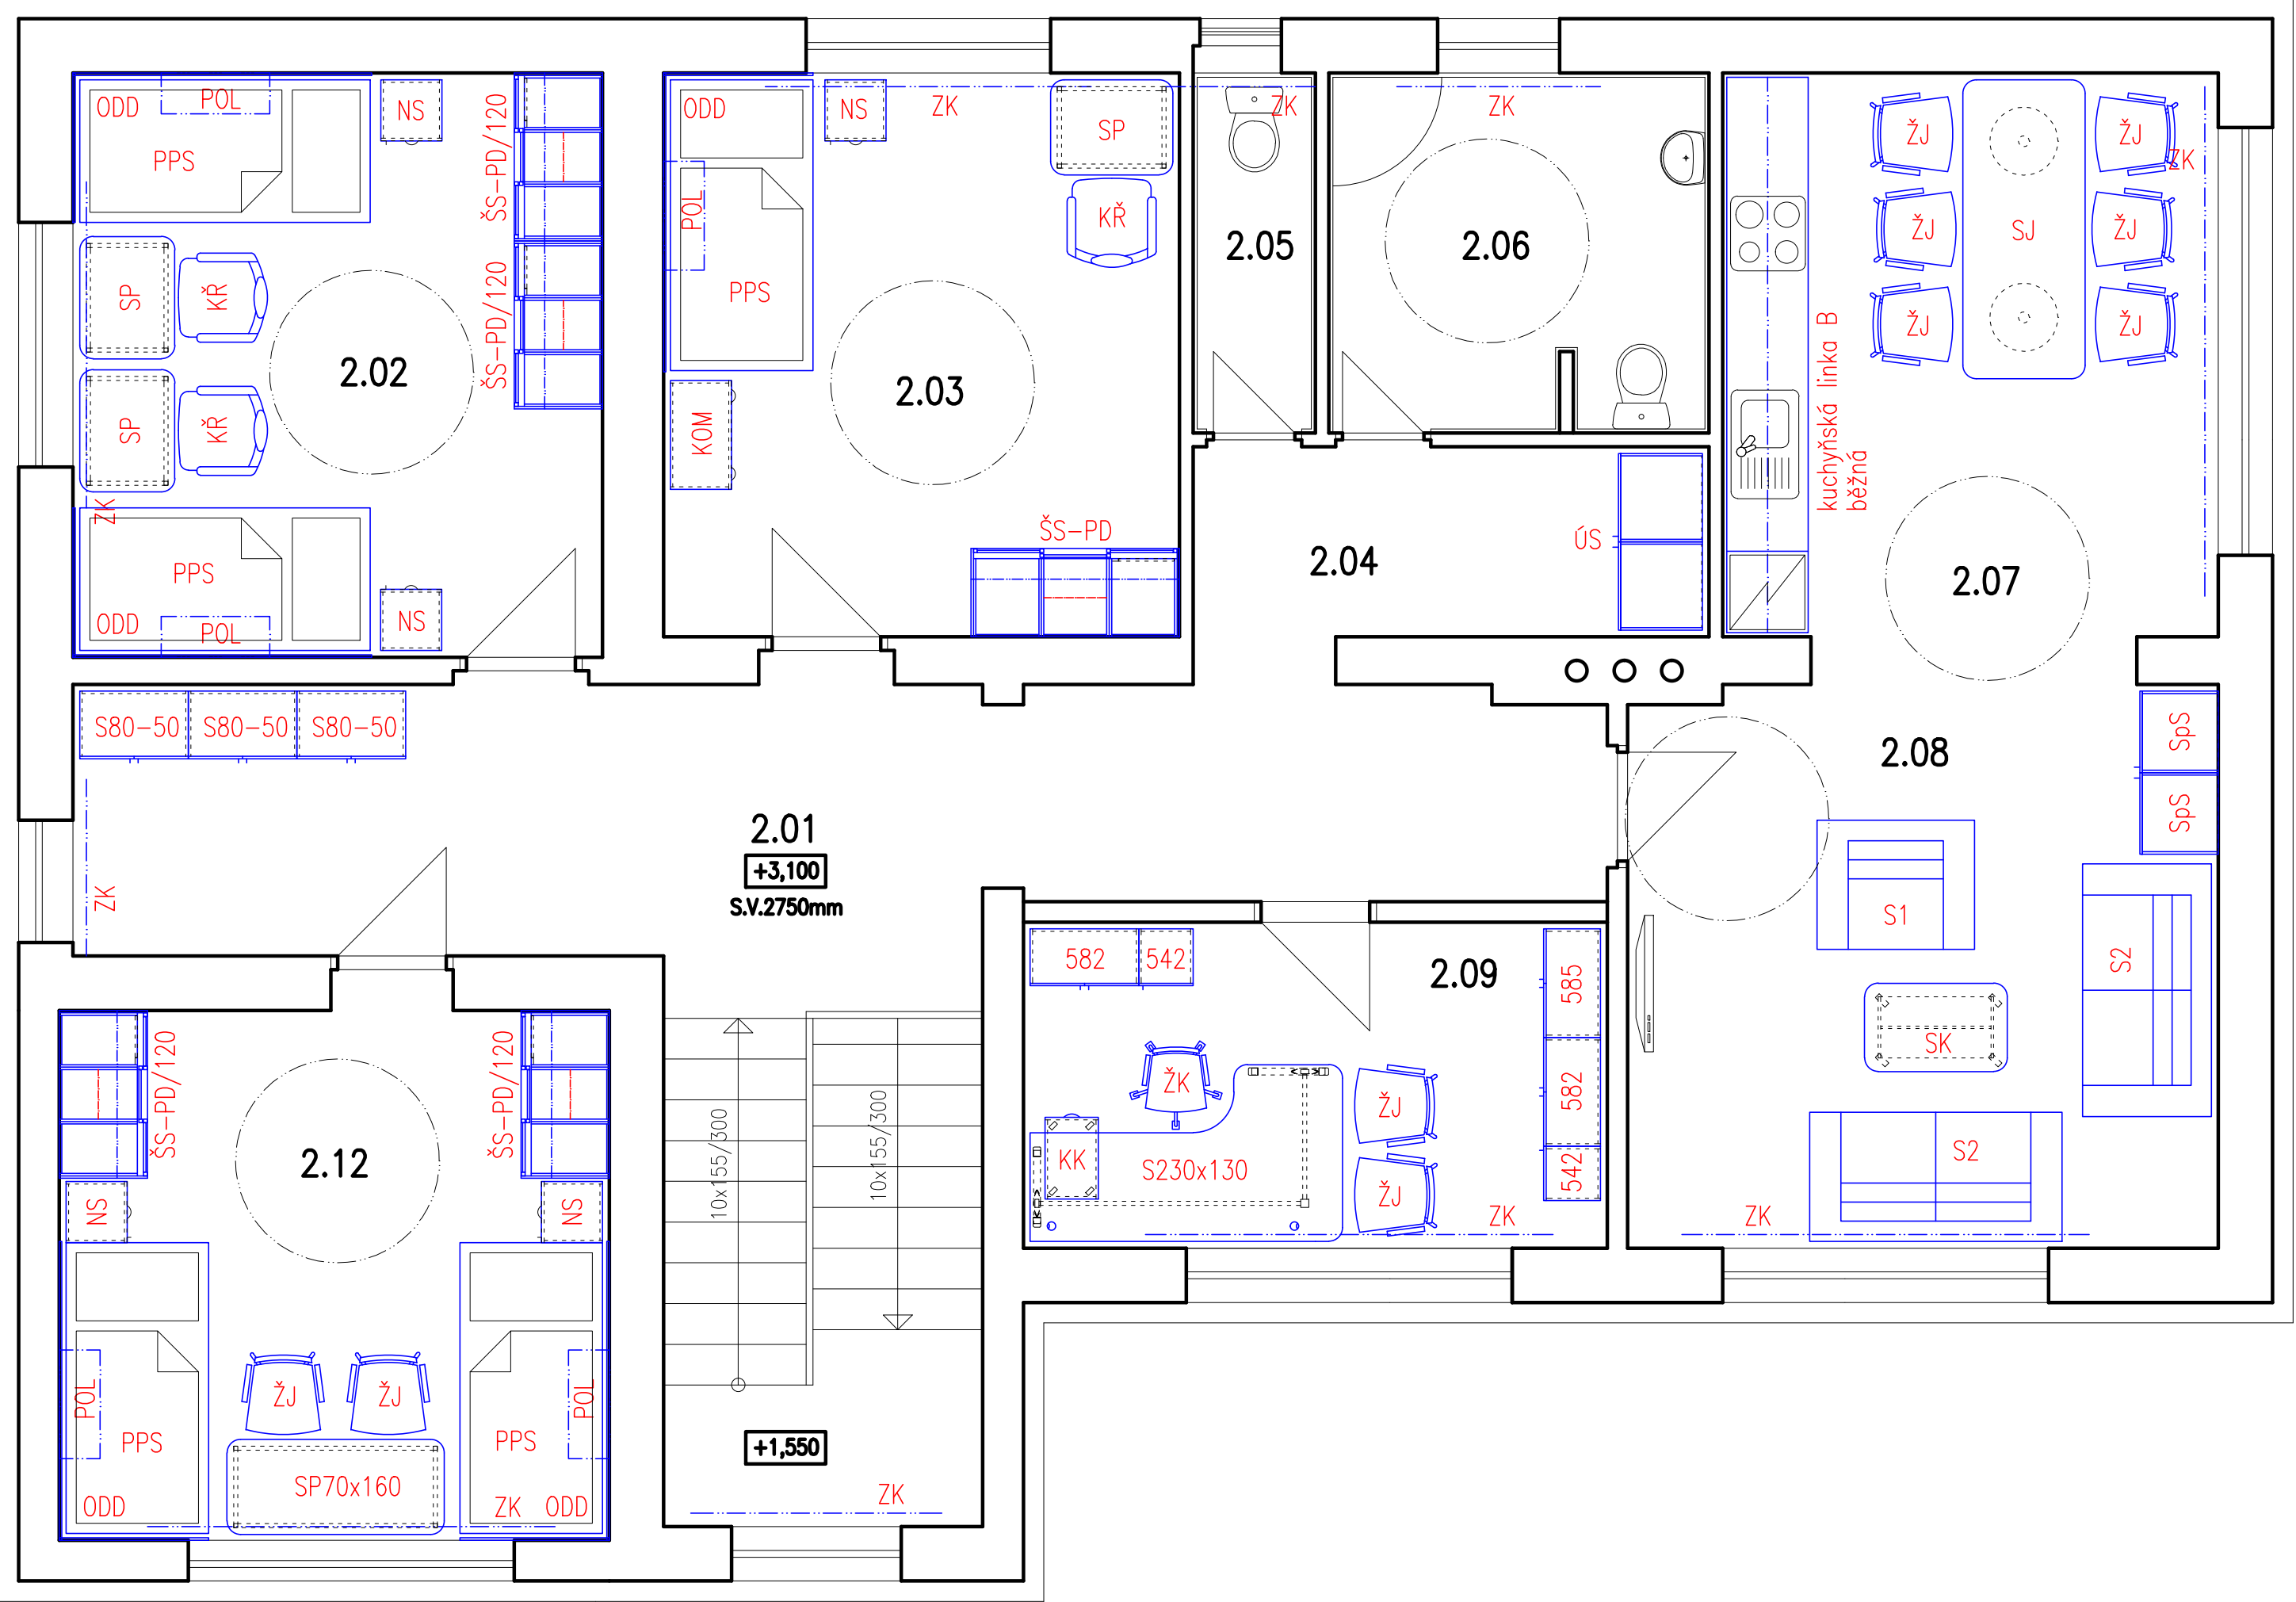 ODD
POL
PPS
NS
ŠS-PD/120
SP
KŘ
2.02
ŠS-PD/120
SP
KŘ
ZK
PPS
ODD
POL
NS
ODD
NS
ZK
SP
POL
KŘ
PPS
2.03
KOM
ŠS-PD
ZK
2.05
ZK
2.06
2.04
ÚS
ŽJ
ŽJ
ZK
ŽJ
SJ
ŽJ
ŽJ
ŽJ
kuchyňská linka B
běžná
2.07
S80-50
S80-50
S80-50
2.01
+3,100
S.V.2750mm
ZK
2.08
SpS
SpS
S1
S2
SK
S2
ZK
582
542
2.09
585
582
542
ŽK
ŽJ
KK
S230x130
ŽJ
ZK
ŠS-PD/120
ŠS-PD/120
2.12
NS
NS
10x155/300
10x155/300
POL
ŽJ
ŽJ
POL
PPS
PPS
SP70x160
ODD
ZK
ODD
+1,550
ZK